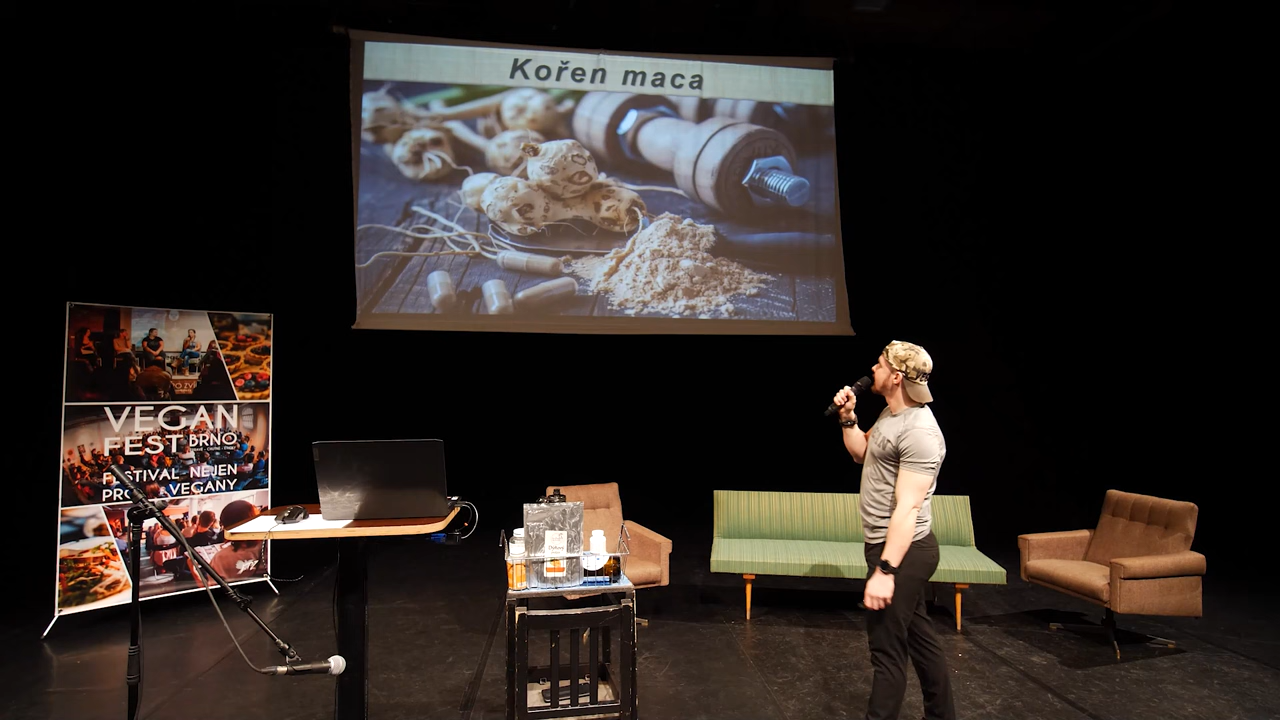 Kořen maca
VEGAN
FEST BRNO
FESTIVAL NEJEN
PRO VEGANY